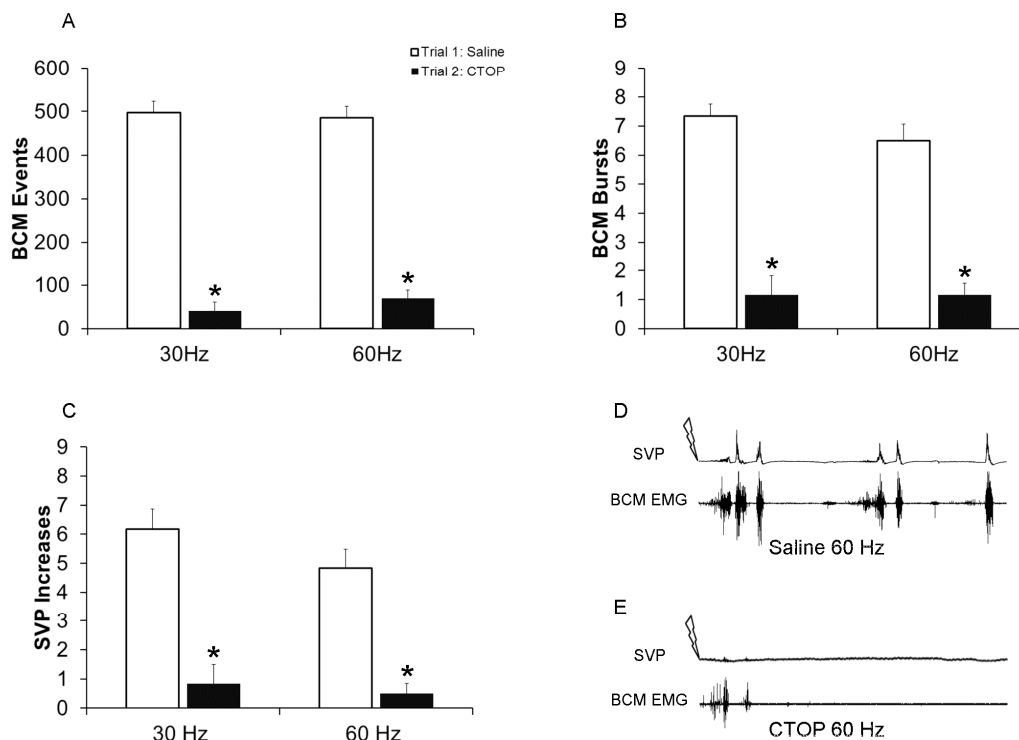 A
Trial 1: Saline
Trial 2: CTOP
600
500
400
300
200
100
0
BCM Events
*
*
30Hz
60Hz
B
9
8
7
6
5
4
3
2
1
0
BCM Bursts
*
*
30Hz
60Hz
C
9
8
7
6
5
4
3
2
1
0
SVP Increases
*
*
30 Hz
60 Hz
D
SVP
BCM EMG
Saline 60 Hz
E
SVP
BCM EMG
CTOP 60 Hz